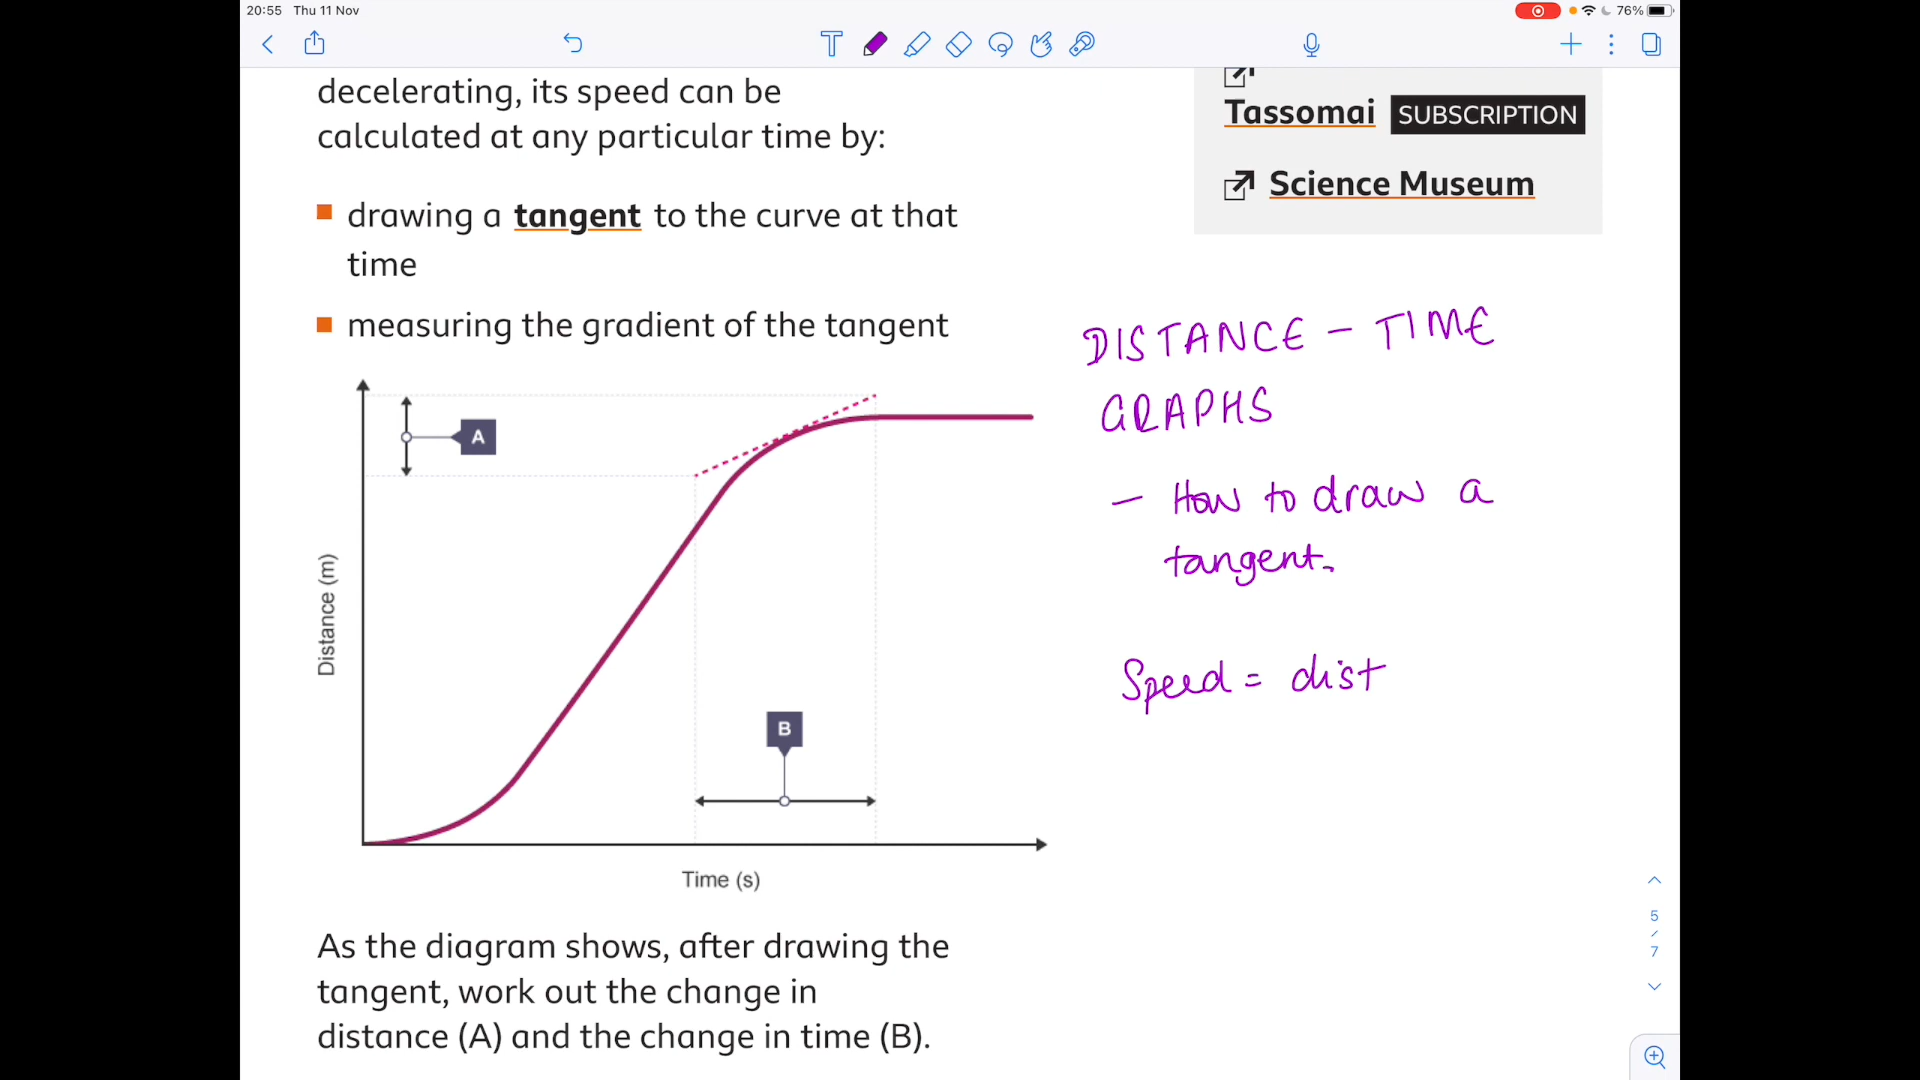 20:55 Thu 11 Nov
76%
T
decelerating, its speed can be
calculated at any particular time by:
drawing a tangent to the curve at that
time
measuring the gradient of the tangent
Tassomai SUBSCRIPTION
Science Museum
DISTANCE - TIME
GRAPHS
- How to draw a
tangent.
Speed = dist
A
B
Distance (m)
Time (s)
As the diagram shows, after drawing the
tangent, work out the change in
distance (A) and the change in time (B).
5
/
7